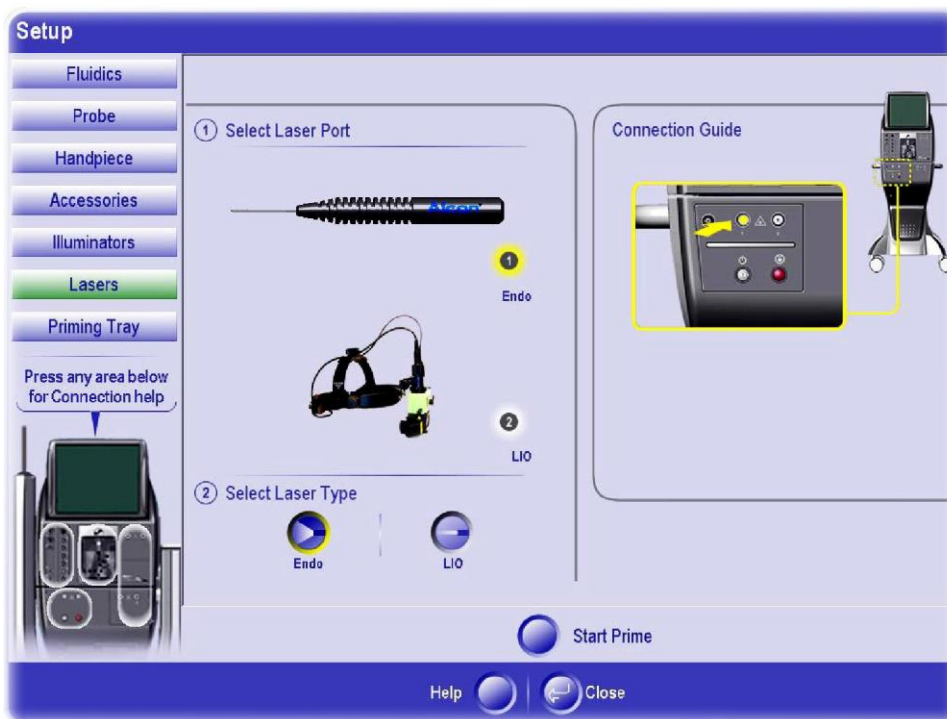 Setup
Fluidics
Probe
Handpiece
Accessories
Illuminators
Lasers
Priming Tray
Press any area below
for Connection help
1 Select Laser Port
Alcon
1
Endo
2
LIO
2 Select Laser Type
Endo
LIO
Connection Guide
Start Prime
Help
Close